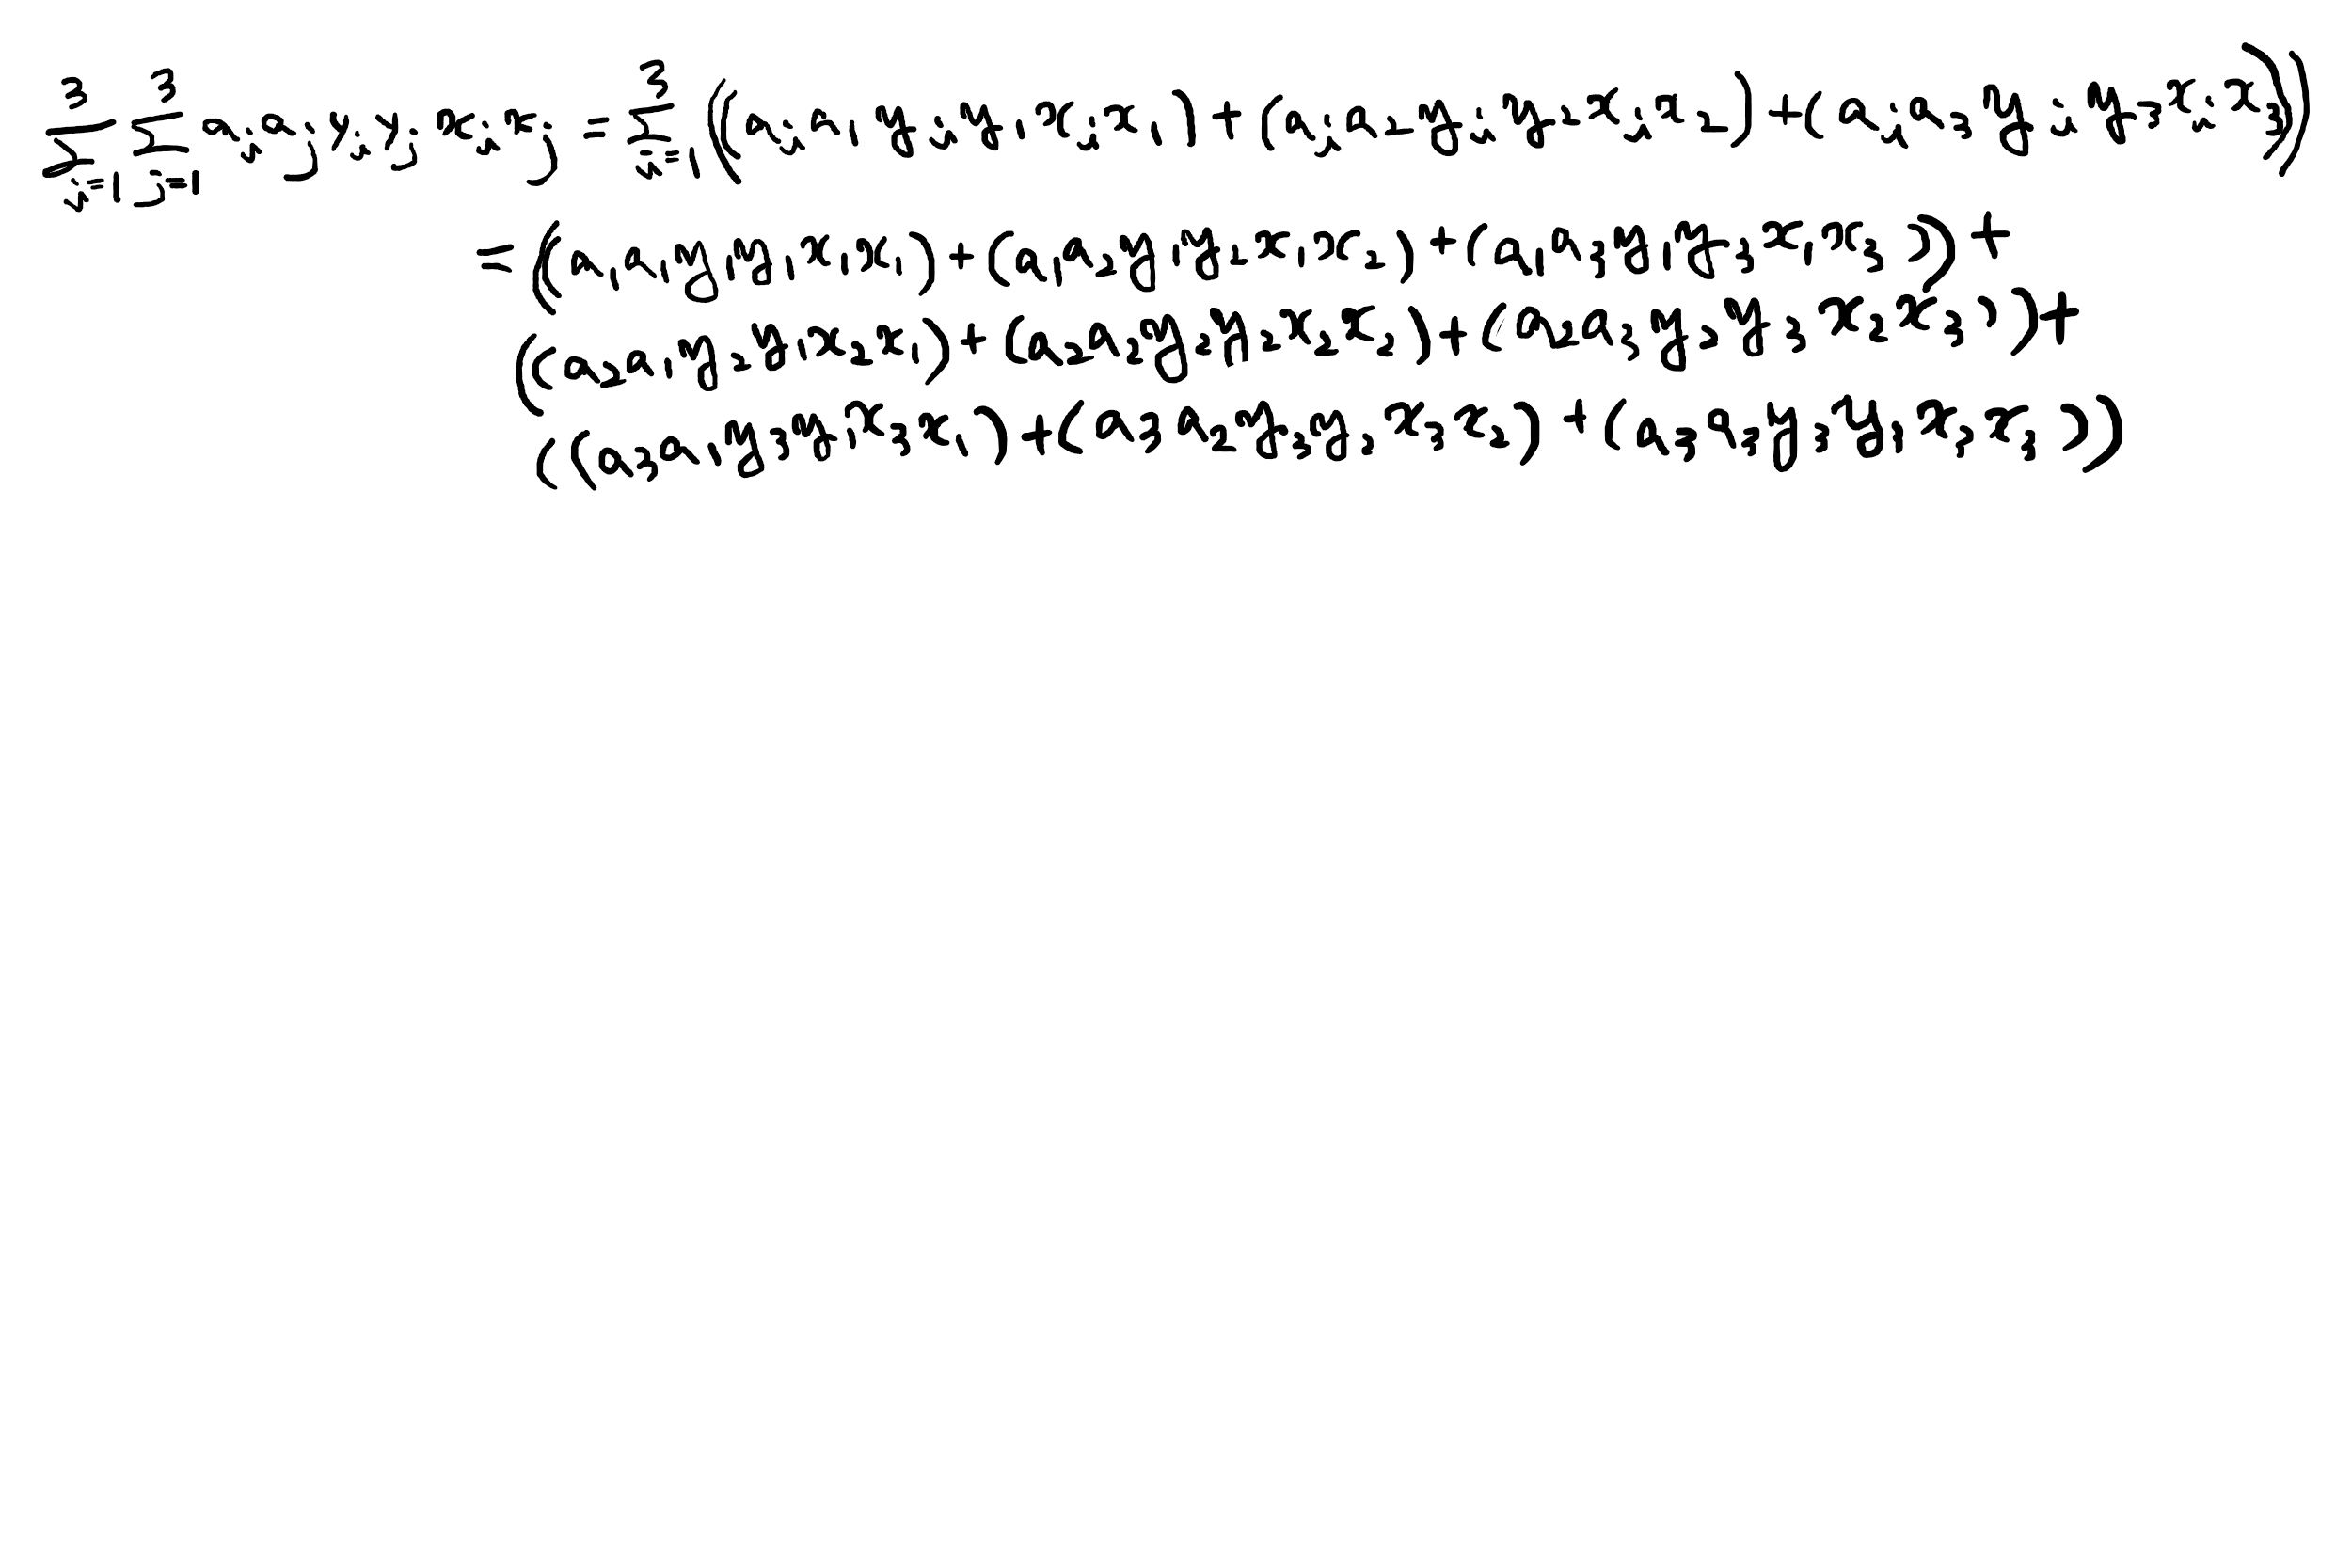 $\sum_{i=1}^{3} \sum_{j=1}^{3} a_i a_j y_i y_j x_i x_j = \sum_{i=1}^{3} ((a_i a_1 y_i y_1 x_i x_1) + (a_i a_2 y_i y_2 x_i x_2) + (a_i a_3 y_i y_3 x_i x_3))$
$= ((a_1 a_1 y_1 y_1 x_1 x_1) + (a_1 a_2 y_1 y_2 x_1 x_2) + (a_1 a_3 y_1 y_3 x_1 x_3)) +$
$((a_2 a_1 y_2 y_1 x_2 x_1) + (a_2 a_2 y_2 y_2 x_2 x_2) + (a_2 a_3 y_2 y_3 x_2 x_3)) +$
$((a_3 a_1 y_3 y_1 x_3 x_1) + (a_3 a_2 y_3 y_2 x_3 x_2) + (a_3 a_3 y_3 y_3 x_3 x_3))$